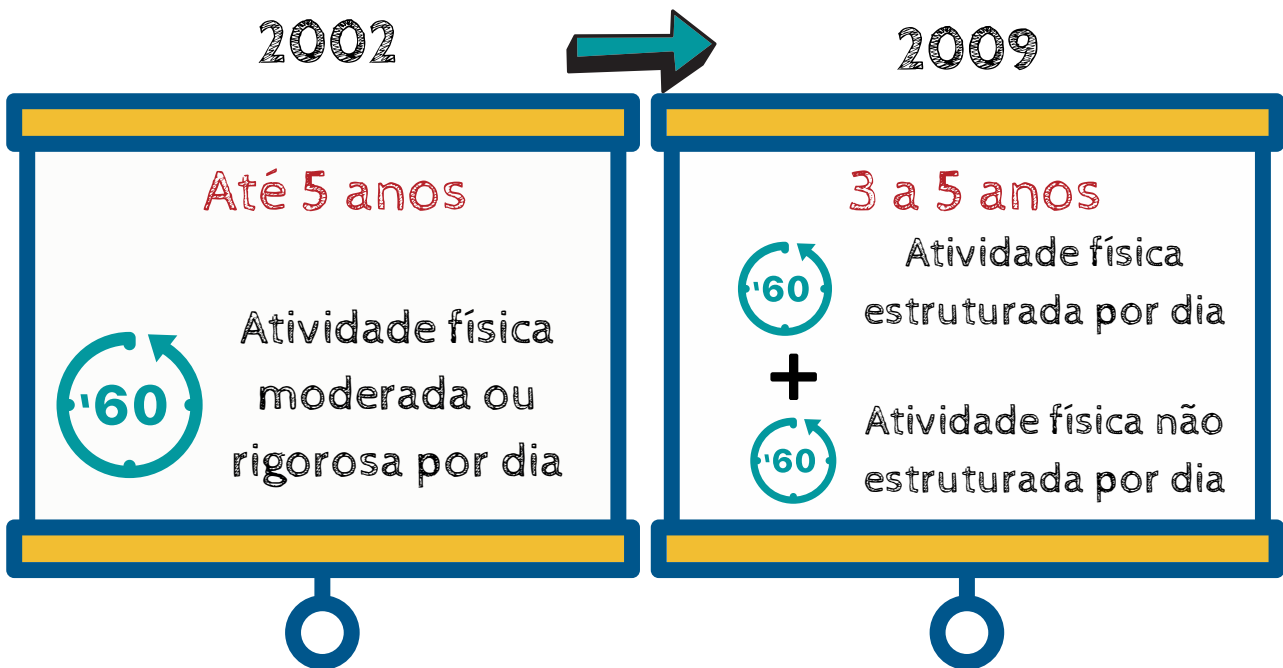 2002
2009
Até 5 anos
'60
Atividade física
moderada ou
rigorosa por dia
3 a 5 anos
'60
Atividade física
estruturada por dia
+
'60
Atividade física não
estruturada por dia